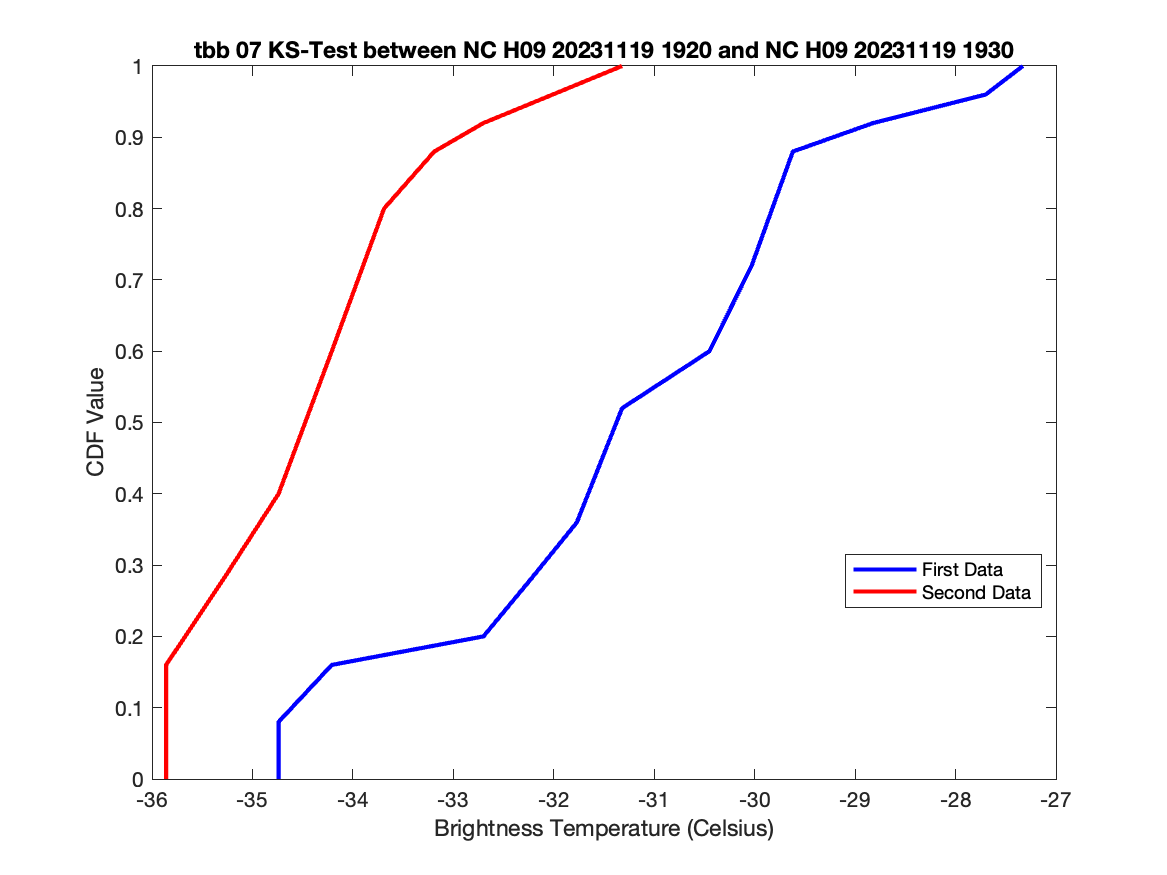 tbb 07 KS-Test between NC H09 20231119 1920 and NC H09 20231119 1930
1
0.9
0.8
0.7
0.6
0.5
0.4
0.3
0.2
0.1
0
CDF Value
First Data
Second Data
-36 -35 -34 -33 -32 -31 -30 -29 -28 -27
Brightness Temperature (Celsius)